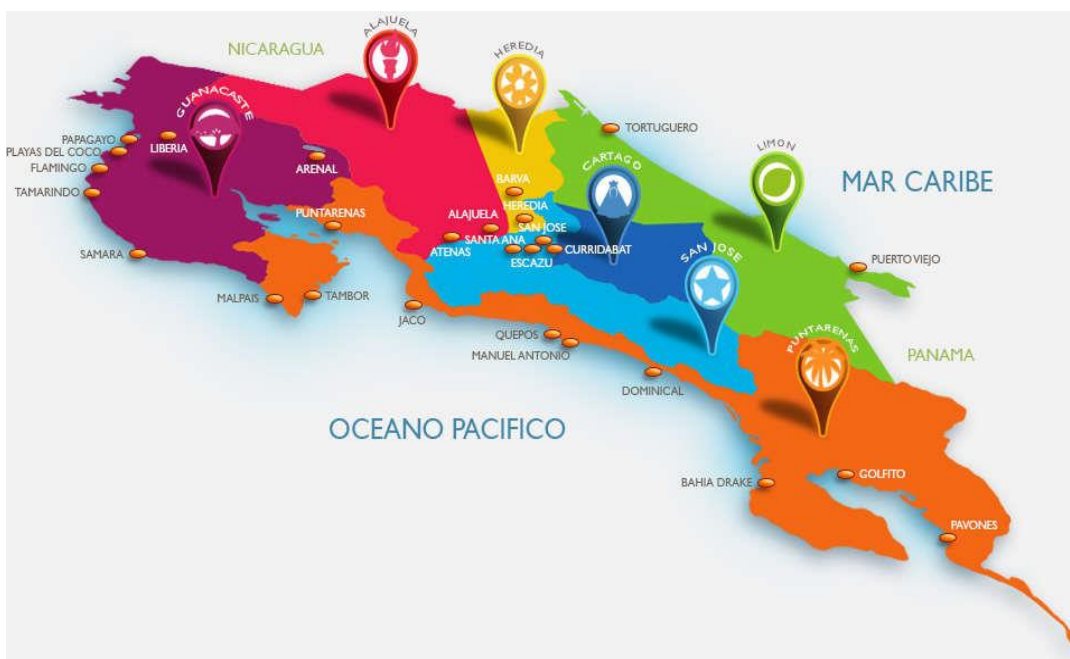 ALAJUELA
NICARAGUA
HEREDIA
GUANACASTE
PAPAGAYO
LIBERIA
PLAYAS DEL COCO
FLAMINGO
TAMARINDO
ARENAL
TORTUGUERO
LIMON
CARTAGO
MAR CARIBE
BARVA
HEREDIA
PUNTARENAS
ALAJUELA
SAN JOSE
SANTA ANA
ATENAS
ESCAZU
CURRIDABAT
SAN JOSE
SAMARA
PUERTO VIEJO
MALPAIS
TAMBOR
JACO
QUEPOS
MANUEL ANTONIO
PUNTARENAS
PANAMA
DOMINICAL
OCEANO PACIFICO
BAHIA DRAKE
GOLFITO
PAVONES